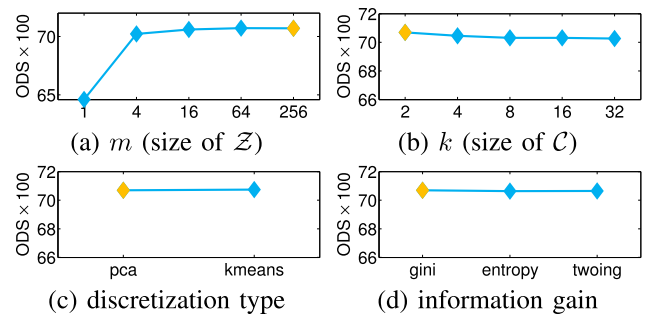 ODS × 100
70
65
1 4 16 64 256
(a) m (size of Z)
ODS × 100
72
70
68
66
2 4 8 16 32
(b) k (size of C)
ODS × 100
72
70
68
66
pca kmeans
(c) discretization type
ODS × 100
72
70
68
66
gini entropy twoing
(d) information gain